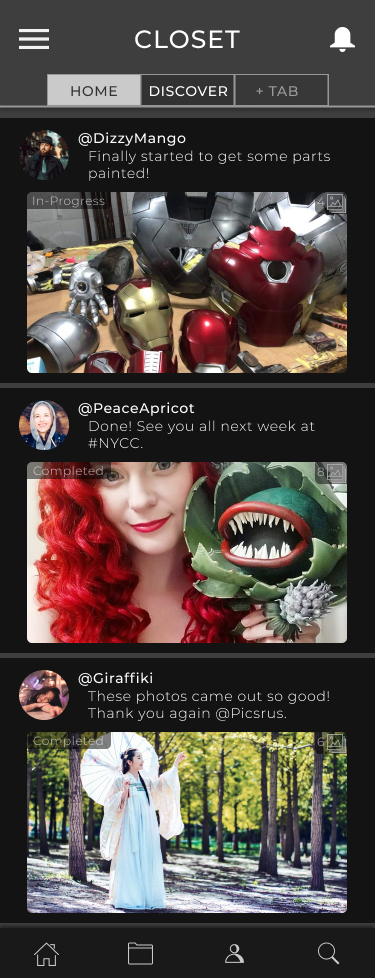 CLOSET
HOME
DISCOVER
+ TAB
@DizzyMango
Finally started to get some parts
painted!
In-Progress
4
@PeaceApricot
Done! See you all next week at
#NYCC.
Completed
8
@Giraffiki
These photos came out so good!
Thank you again @Picsrus.
Completed
6